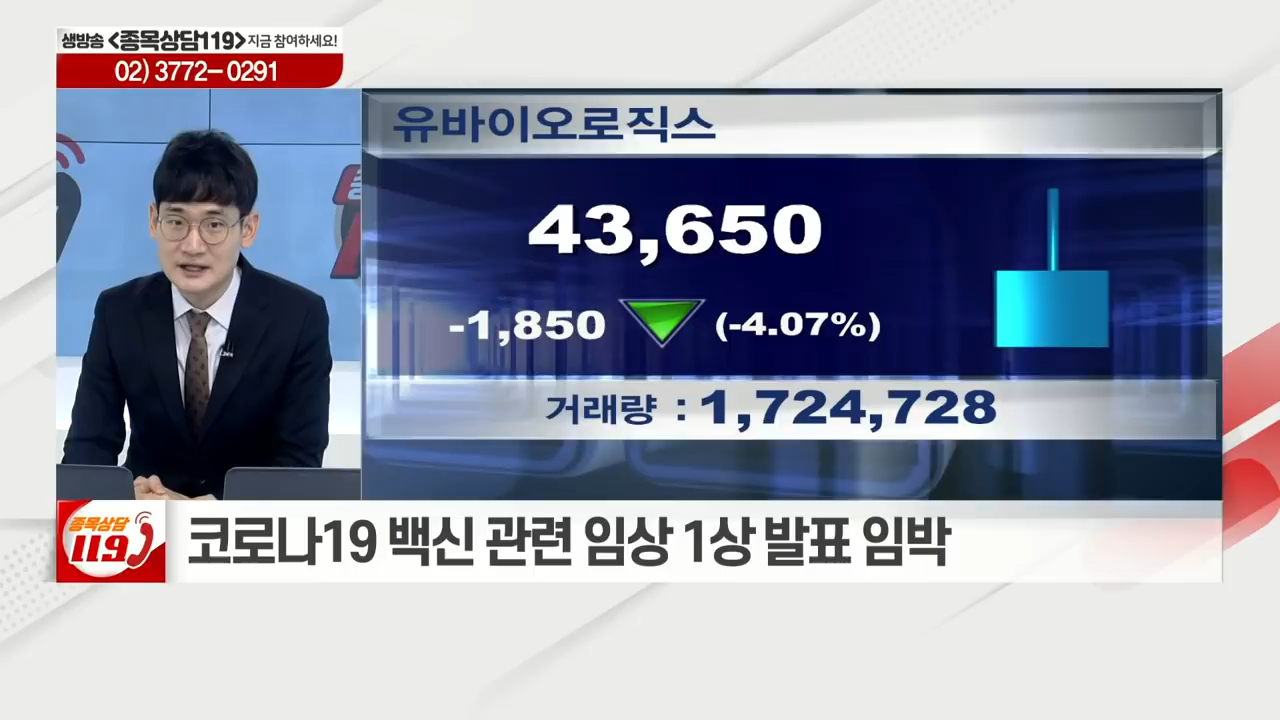 생방송 <종목상담119> 지금 참여하세요!
02) 3772-0291
유바이오로직스
43,650
-1,850 (-4.07%)
거래량 : 1,724,728
종목상담
119
코로나19 백신 관련 임상 1상 발표 임박